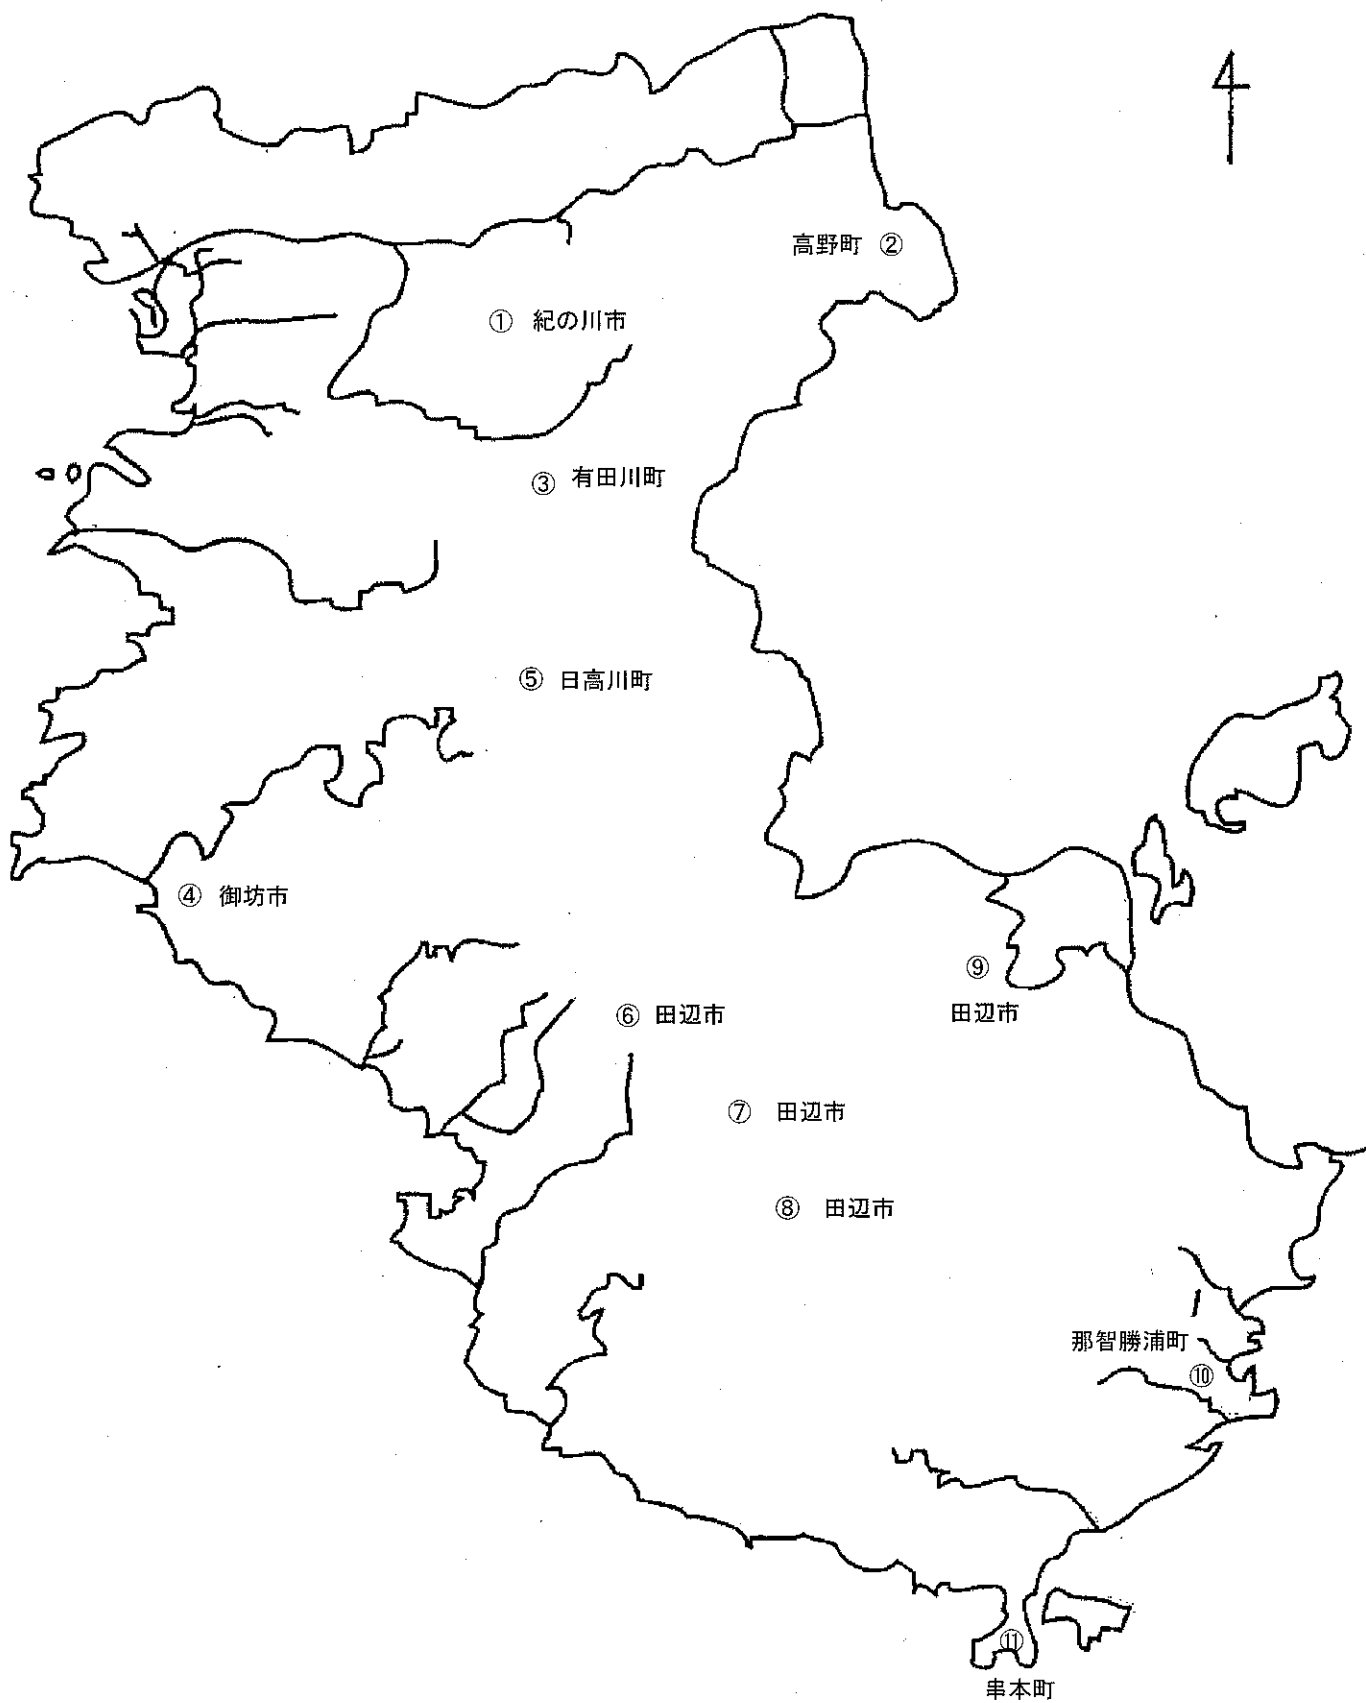 高野町 ②
① 紀の川市
③ 有田川町
⑤ 日高川町
④ 御坊市
⑨
田辺市
⑥ 田辺市
⑦ 田辺市
⑧ 田辺市
那智勝浦町
⑩
⑪
串本町